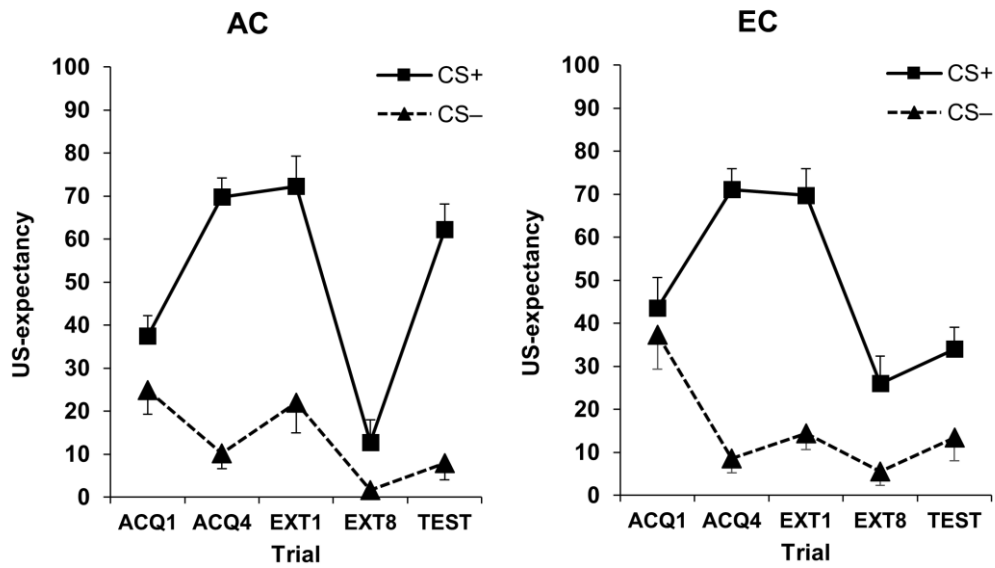 AC
CS+
CS–
100
90
80
70
60
50
40
30
20
10
0
US-expectancy
ACQ1 ACQ4 EXT1 EXT8 TEST
Trial
EC
CS+
CS–
100
90
80
70
60
50
40
30
20
10
0
US-expectancy
ACQ1 ACQ4 EXT1 EXT8 TEST
Trial